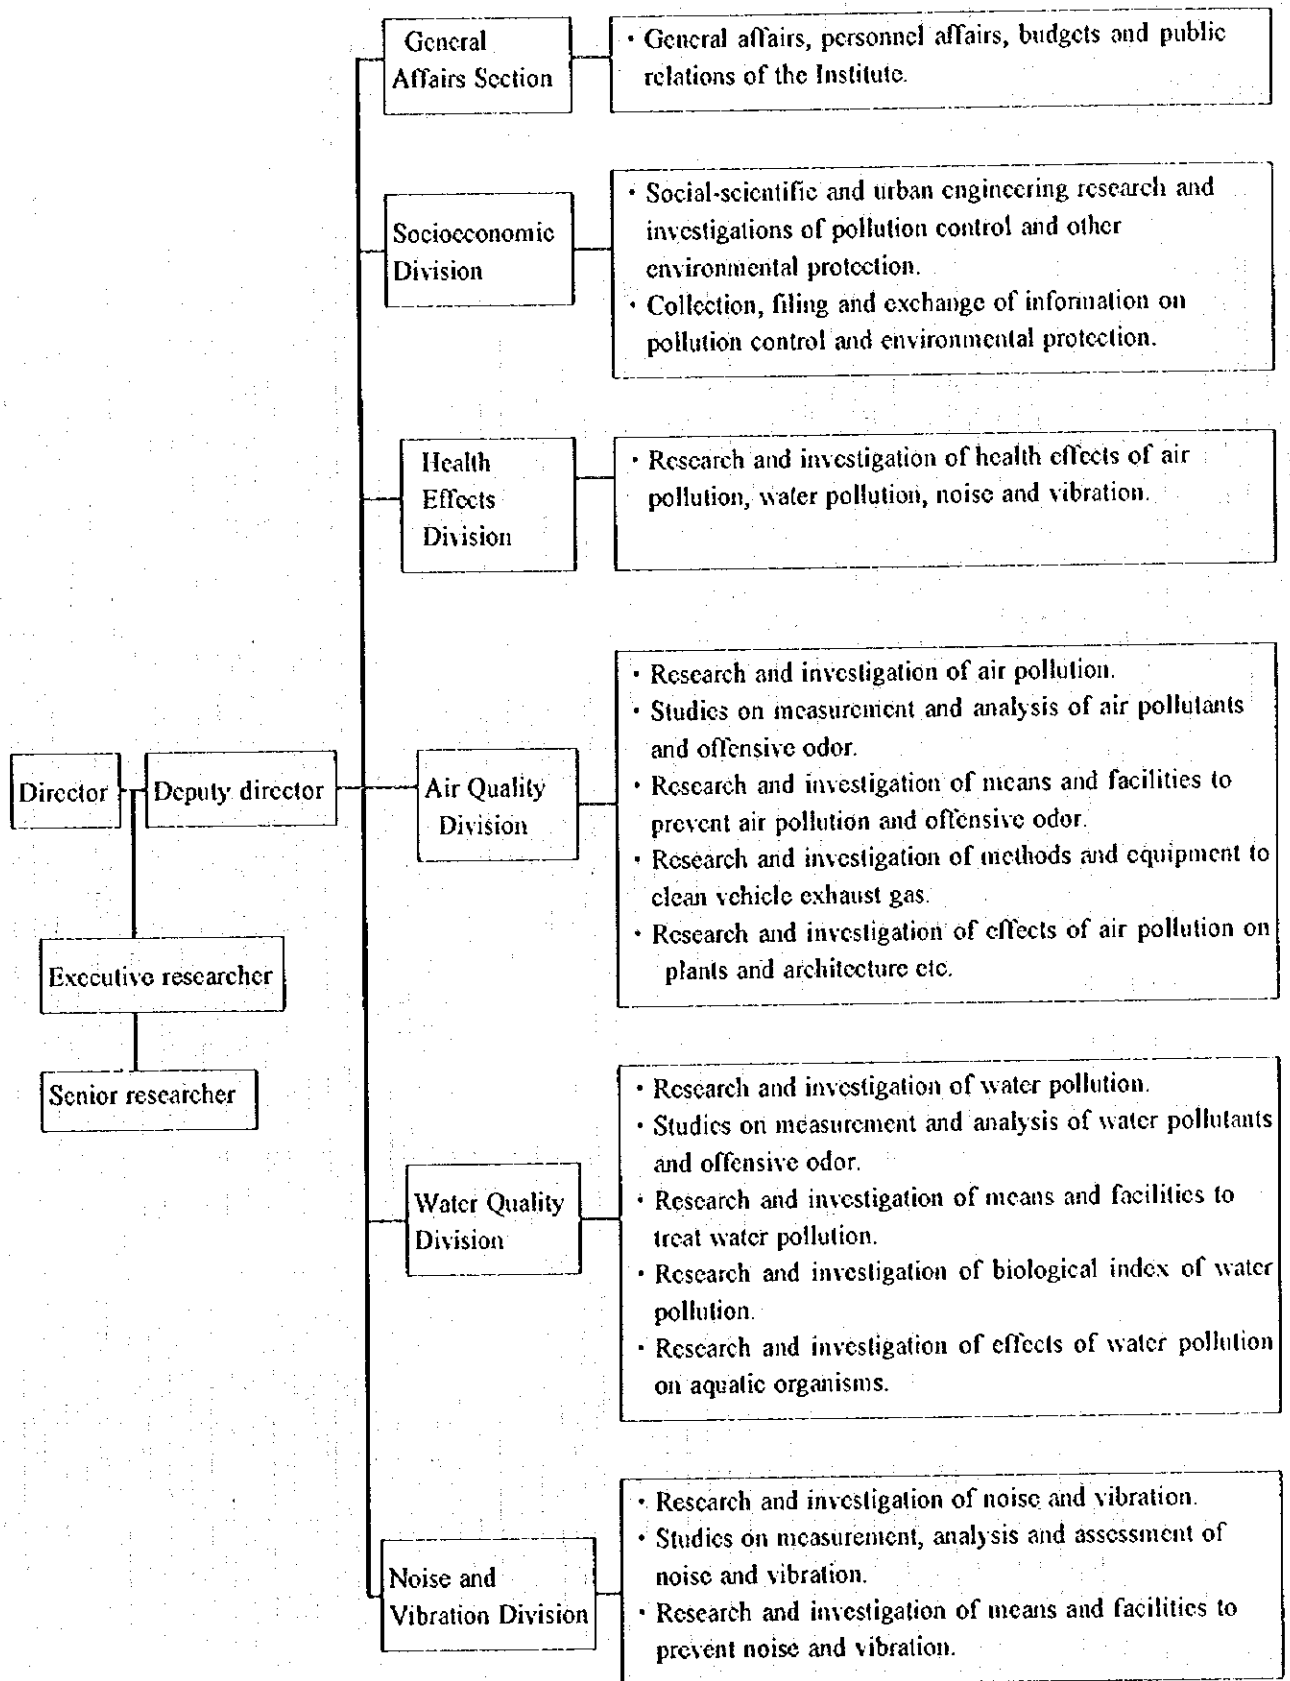 General
Affairs Section
· General affairs, personnel affairs, budgets and public
relations of the Institute.
Socioeconomic
Division
· Social-scientific and urban engineering research and
investigations of pollution control and other
environmental protection.
· Collection, filing and exchange of information on
pollution control and environmental protection.
Health
Effects
Division
· Research and investigation of health effects of air
pollution, water pollution, noise and vibration.
Director
Deputy director
Executive researcher
Senior researcher
Air Quality
Division
· Research and investigation of air pollution.
· Studies on measurement and analysis of air pollutants
and offensive odor.
· Research and investigation of means and facilities to
prevent air pollution and offensive odor.
· Research and investigation of methods and equipment to
clean vehicle exhaust gas.
· Research and investigation of effects of air pollution on
plants and architecture etc.
Water Quality
Division
· Research and investigation of water pollution.
· Studies on measurement and analysis of water pollutants
and offensive odor.
· Research and investigation of means and facilities to
treat water pollution.
· Research and investigation of biological index of water
pollution.
· Research and investigation of effects of water pollution
on aquatic organisms.
Noise and
Vibration Division
· Research and investigation of noise and vibration.
· Studies on measurement, analysis and assessment of
noise and vibration.
· Research and investigation of means and facilities to
prevent noise and vibration.